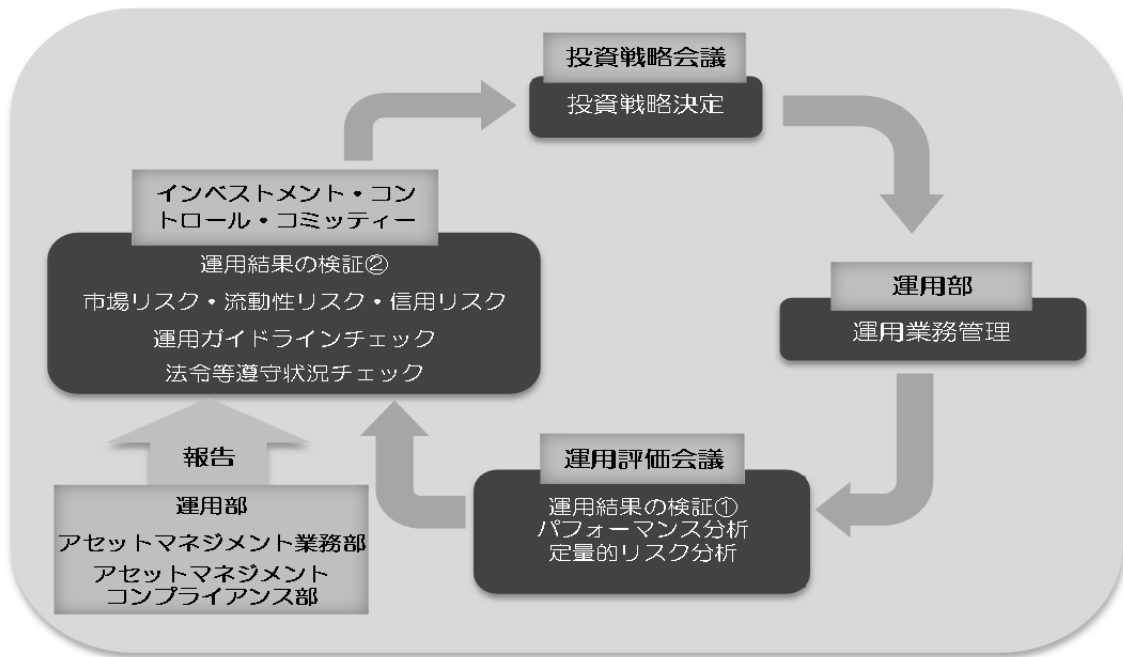 投資戦略会議
投資戦略決定
インベストメント・コン
トロール・コミッティー
運用結果の検証②
市場リスク・流動性リスク・信用リスク
運用ガイドラインチェック
法令等遵守状況チェック
運用部
運用業務管理
運用評価会議
運用結果の検証①
パフォーマンス分析
定量的リスク分析
報告
運用部
アセットマネジメント業務部
アセットマネジメント
コンプライアンス部